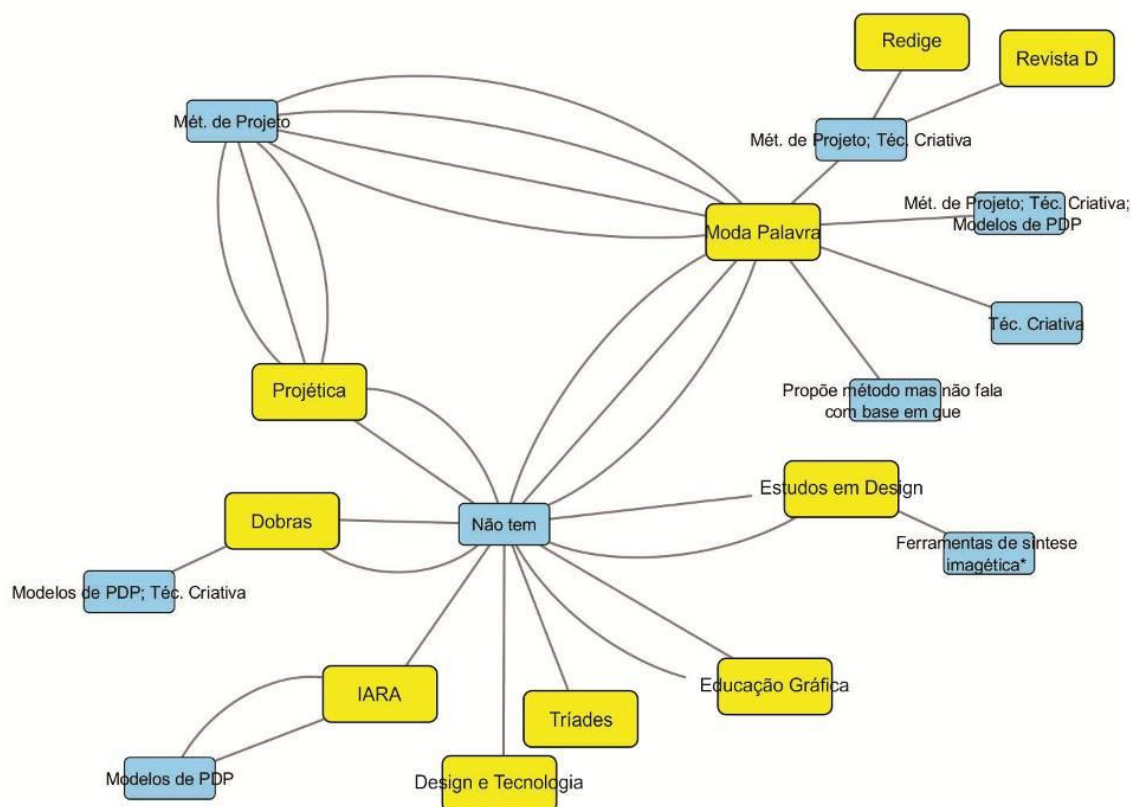 Redige
Revista D
Mét. de Projeto
Mét. de Projeto; Téc. Criativa
Mét. de Projeto; Téc. Criativa;
Modelos de PDP
Moda Palavra
Téc. Criativa
Projética
Propõe método mas não fala
com base em que
Estudos em Design
Dobras
Não tem
Ferramentas de síntese
imagética*
Modelos de PDP; Téc. Criativa
IARA
Educação Gráfica
Tríades
Modelos de PDP
Design e Tecnologia